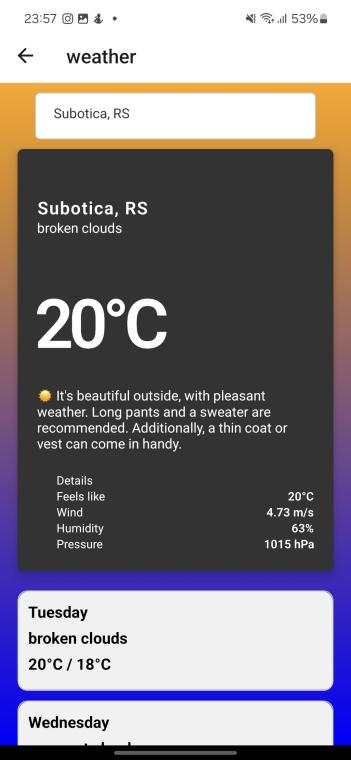 23:57 53%
weather
Subotica, RS
Subotica, RS
broken clouds
20°C
It's beautiful outside, with pleasant
weather. Long pants and a sweater are
recommended. Additionally, a thin coat or
vest can come in handy.
Details
Feels like 20°C
Wind 4.73 m/s
Humidity 63%
Pressure 1015 hPa
Tuesday
broken clouds
20°C / 18°C
Wednesday